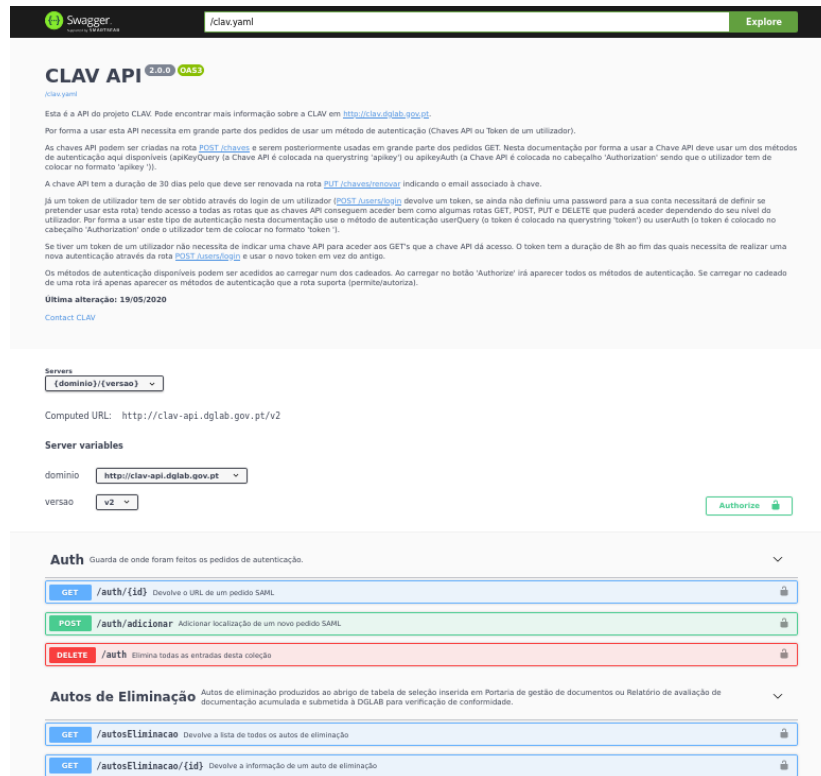 Swagger.
Supported by SMARTBEAR
/clav.yaml
Explore
CLAV API 2.0.0 OAS3
/clav.yaml
Esta é a API do projeto CLAV. Pode encontrar mais informação sobre a CLAV em http://clav.dglab.gov.pt.
Por forma a usar esta API necessita em grande parte dos pedidos de usar um método de autenticação (Chaves API ou Token de um utilizador).
As chaves API podem ser criadas na rota POST /chaves e serem posteriormente usadas em grande parte dos pedidos GET. Nesta documentação por forma a usar a Chave API deve usar um dos métodos
de autenticação aqui disponíveis (apiKeyQuery (a Chave API é colocada na querystring 'apikey') ou apikeyAuth (a Chave API é colocada no cabeçalho 'Authorization' sendo que o utilizador tem de
colocar no formato 'apikey ')).
A chave API tem a duração de 30 dias pelo que deve ser renovada na rota PUT /chaves/renovar indicando o email associado à chave.
Já um token de utilizador tem de ser obtido através do login de um utilizador (POST /users/login devolve um token, se ainda não definiu uma password para a sua conta necessitará de definir se
pretender usar esta rota) tendo acesso a todas as rotas que as chaves API conseguem aceder bem como algumas rotas GET, POST, PUT e DELETE que puderá aceder dependendo do seu nível do
utilizador. Por forma a usar este tipo de autenticação nesta documentação use o método de autenticação userQuery (o token é colocado na querystring 'token') ou userAuth (o token é colocado no
cabeçalho 'Authorization' onde o utilizador tem de colocar no formato 'token ').
Se tiver um token de um utilizador não necessita de indicar uma chave API para aceder aos GET's que a chave API dá acesso. O token tem a duração de 8h ao fim das quais necessita de realizar uma
nova autenticação através da rota POST /users/login e usar o novo token em vez do antigo.
Os métodos de autenticação disponíveis podem ser acedidos ao carregar num dos cadeados. Ao carregar no botão 'Authorize' irá aparecer todos os métodos de autenticação. Se carregar no cadeado
de uma rota irá apenas aparecer os métodos de autenticação que a rota suporta (permite/autoriza).
Última alteração: 19/05/2020
Contact CLAV
Servers
{dominio}/{versao}
Computed URL: http://clav-api.dglab.gov.pt/v2
Server variables
dominio http://clav-api.dglab.gov.pt
versao v2
Authorize
Auth Guarda de onde foram feitos os pedidos de autenticação.
GET /auth/{id} Devolve o URL de um pedido SAML
POST /auth/adicionar Adicionar localização de um novo pedido SAML
DELETE /auth Elimina todas as entradas desta coleção
Autos de Eliminação Autos de eliminação produzidos ao abrigo de tabela de seleção inserida em Portaria de gestão de documentos ou Relatório de avaliação de
documentação acumulada e submetida à DGLAB para verificação de conformidade.
GET /autosEliminacao Devolve a lista de todos os autos de eliminação
GET /autosEliminacao/{id} Devolve a informação de um auto de eliminação